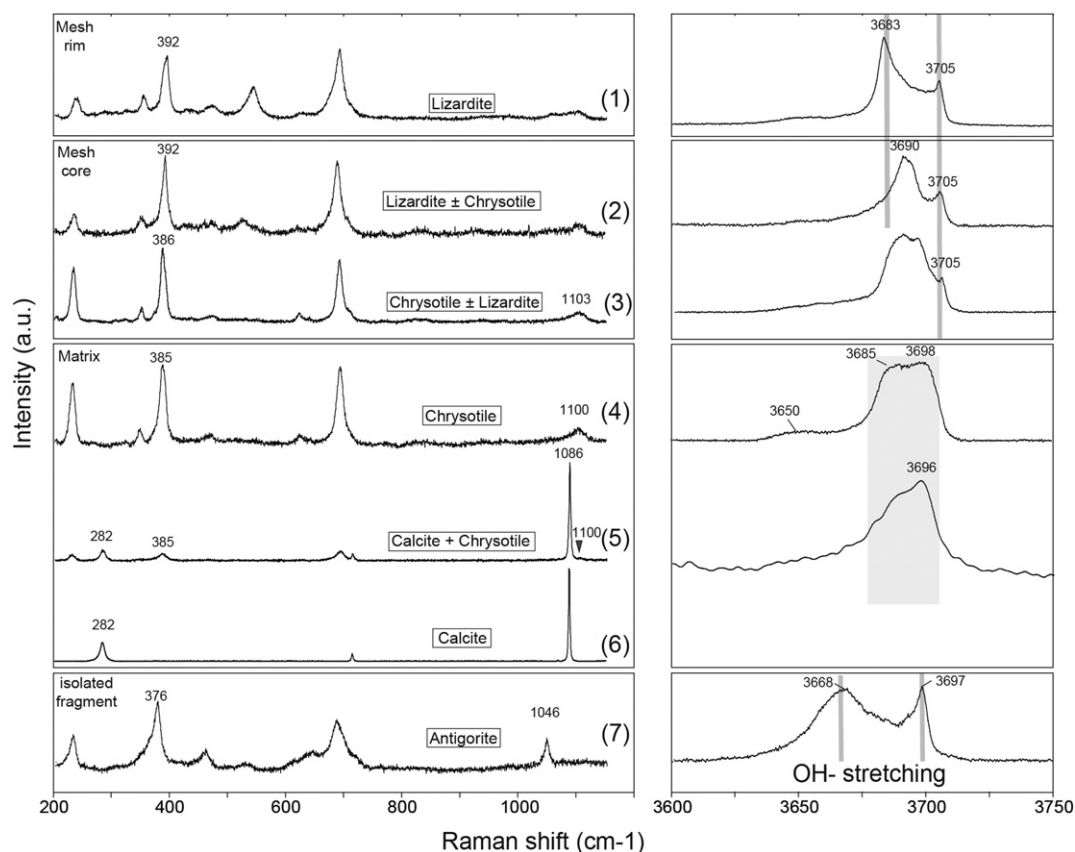 Mesh
rim
392
Lizardite
(1)
3683
3705
Mesh
core
392
Lizardite ± Chrysotile
(2)
3690
3705
386
Chrysotile ± Lizardite
1103
(3)
3705
Matrix
385
Chrysotile
1100
(4)
3650
3685
3698
282
385
Calcite + Chrysotile
1086
1100
(5)
3696
282
Calcite
(6)
isolated
fragment
376
Antigorite
1046
(7)
3668
3697
OH- stretching
200 400 600 800 1000
3600 3650 3700 3750
Intensity (a.u.)
Raman shift (cm-1)